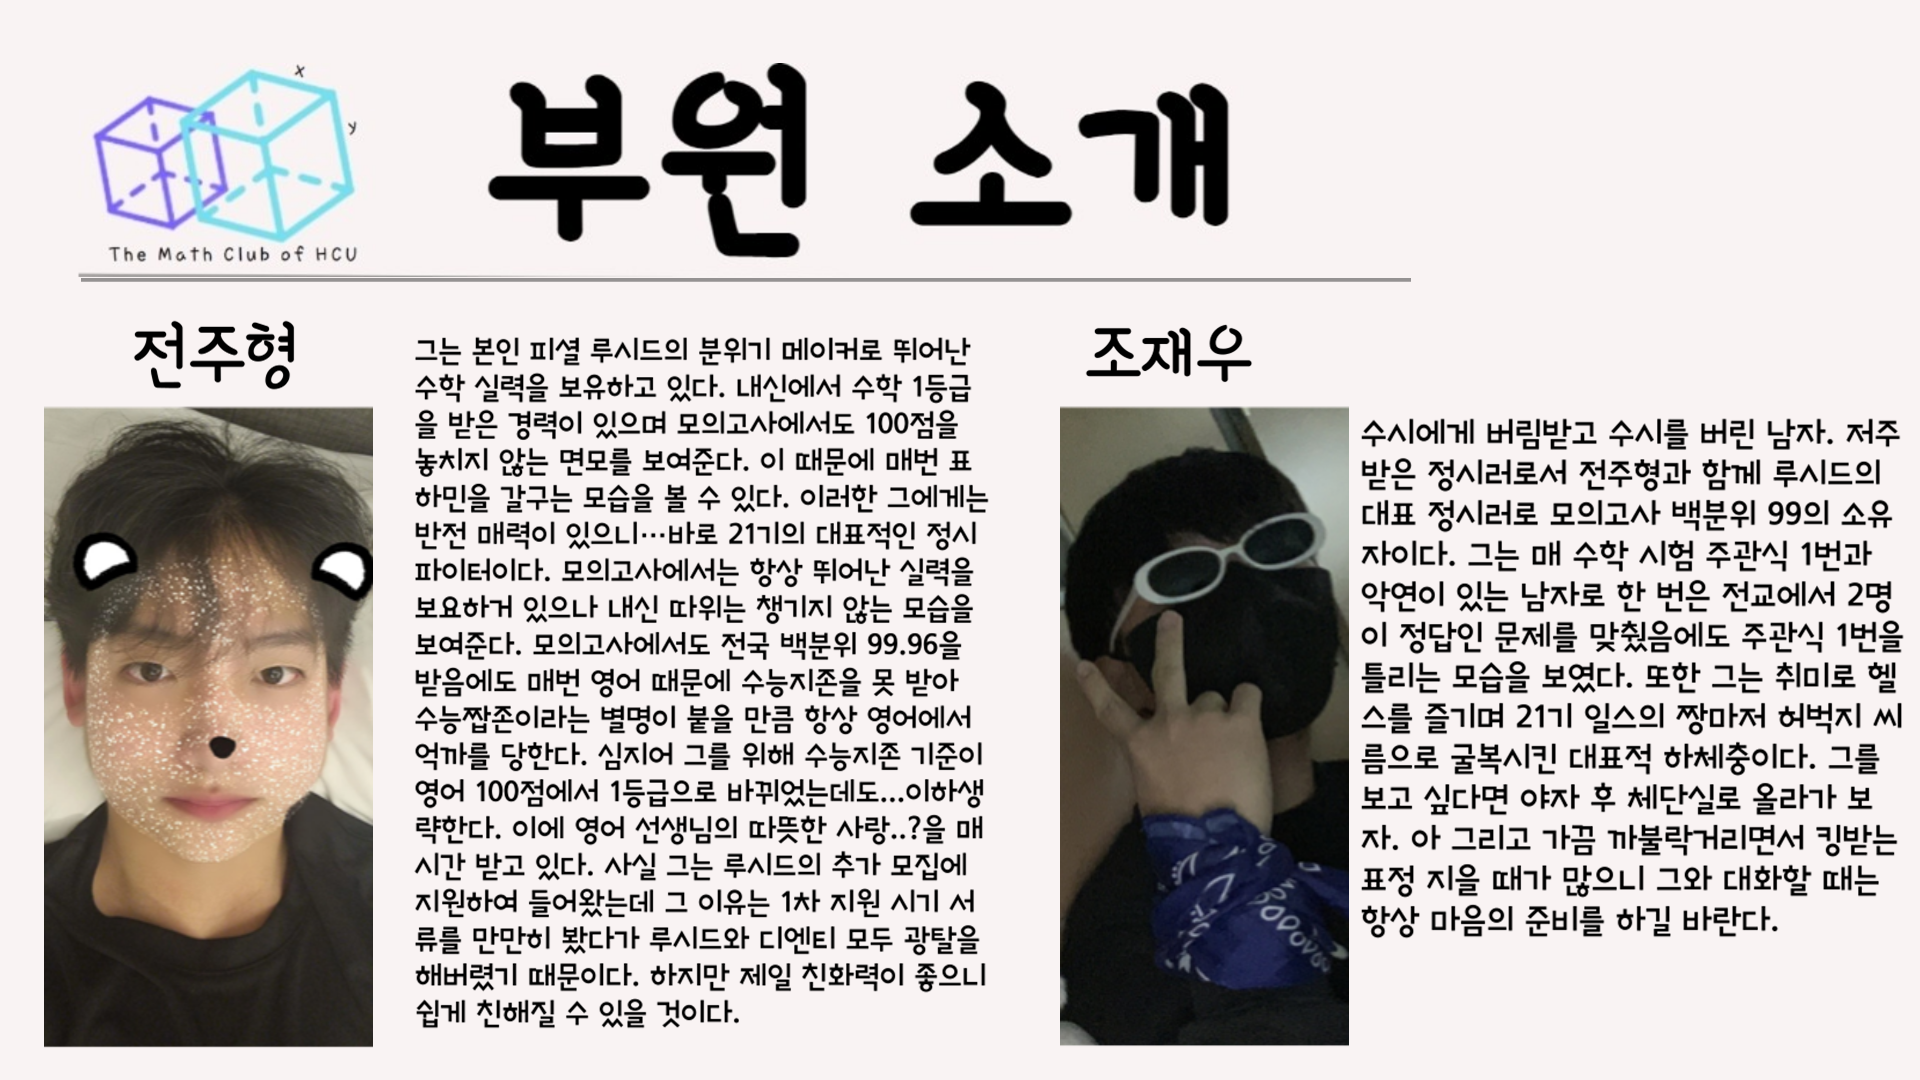 x
y
The Math Club of HCU
부원 소개
전주형
그는 본인 피셜 루시드의 분위기 메이커로 뛰어난
수학 실력을 보유하고 있다. 내신에서 수학 1등급
을 받은 경력이 있으며 모의고사에서도 100점을
놓치지 않는 면모를 보여준다. 이 때문에 매번 표
하민을 갈구는 모습을 볼 수 있다. 이러한 그에게는
반전 매력이 있으니…바로 21기의 대표적인 정시
파이터이다. 모의고사에서는 항상 뛰어난 실력을
보요하거 있으나 내신 따위는 챙기지 않는 모습을
보여준다. 모의고사에서도 전국 백분위 99.96을
받음에도 매번 영어 때문에 수능지존을 못 받아
수능짭존이라는 별명이 붙을 만큼 항상 영어에서
억까를 당한다. 심지어 그를 위해 수능지존 기준이
영어 100점에서 1등급으로 바뀌었는데도...이하생
략한다. 이에 영어 선생님의 따뜻한 사랑..?을 매
시간 받고 있다. 사실 그는 루시드의 추가 모집에
지원하여 들어왔는데 그 이유는 1차 지원 시기 서
류를 만만히 봤다가 루시드와 디엔티 모두 광탈을
해버렸기 때문이다. 하지만 제일 친화력이 좋으니
쉽게 친해질 수 있을 것이다.
조재우
수시에게 버림받고 수시를 버린 남자. 저주
받은 정시러로서 전주형과 함께 루시드의
대표 정시러로 모의고사 백분위 99의 소유
자이다. 그는 매 수학 시험 주관식 1번과
악연이 있는 남자로 한 번은 전교에서 2명
이 정답인 문제를 맞췄음에도 주관식 1번을
틀리는 모습을 보였다. 또한 그는 취미로 헬
스를 즐기며 21기 일스의 짱마저 허벅지 씨
름으로 굴복시킨 대표적 하체충이다. 그를
보고 싶다면 야자 후 체단실로 올라가 보
자. 아 그리고 가끔 까불락거리면서 킹받는
표정 지을 때가 많으니 그와 대화할 때는
항상 마음의 준비를 하길 바란다.